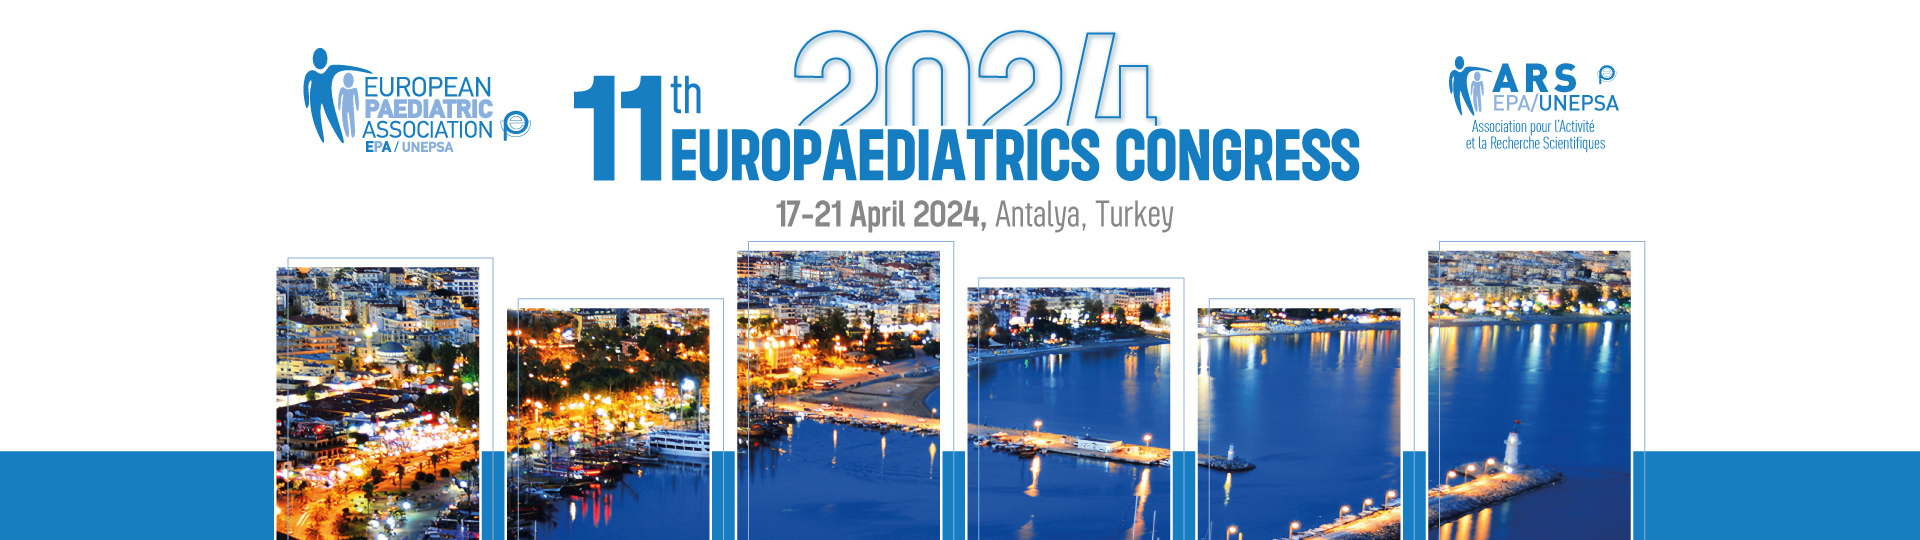 EUROPEAN
PAEDIATRIC
ASSOCIATION
EPA / UNEPSA
2024
11th
EUROPAEDIATRICS CONGRESS
17-21 April 2024, Antalya, Turkey
ARS
EPA/UNEPSA
Association pour l'Activité
et la Recherche Scientifiques